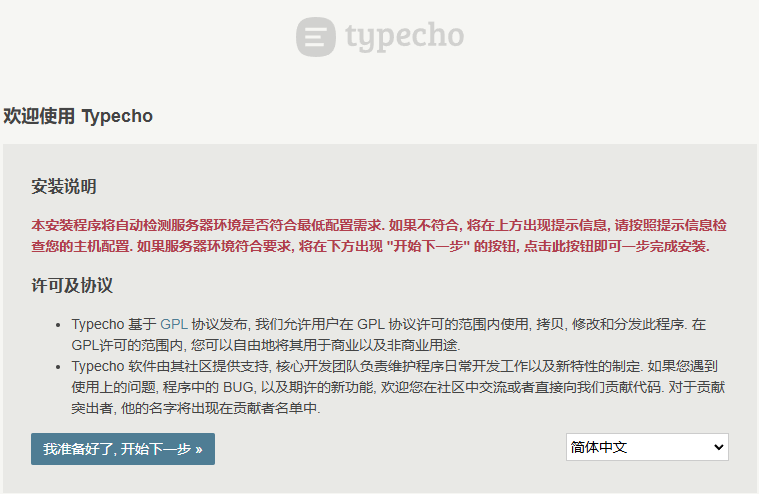 typecho
欢迎使用 Typecho
安装说明
本安装程序将自动检测服务器环境是否符合最低配置需求. 如果不符合, 将在上方出现提示信息, 请按照提示信息检
查您的主机配置. 如果服务器环境符合要求, 将在下方出现 "开始下一步" 的按钮, 点击此按钮即可一步完成安装.
许可及协议
Typecho 基于 GPL 协议发布, 我们允许用户在 GPL 协议许可的范围内使用, 拷贝, 修改和分发此程序. 在
GPL许可的范围内, 您可以自由地将其用于商业以及非商业用途.
Typecho 软件由其社区提供支持, 核心开发团队负责维护程序日常开发工作以及新特性的制定. 如果您遇到
使用上的问题, 程序中的 BUG, 以及期许的新功能, 欢迎您在社区中交流或者直接向我们贡献代码. 对于贡献
突出者, 他的名字将出现在贡献者名单中.
我准备好了, 开始下一步 »
简体中文